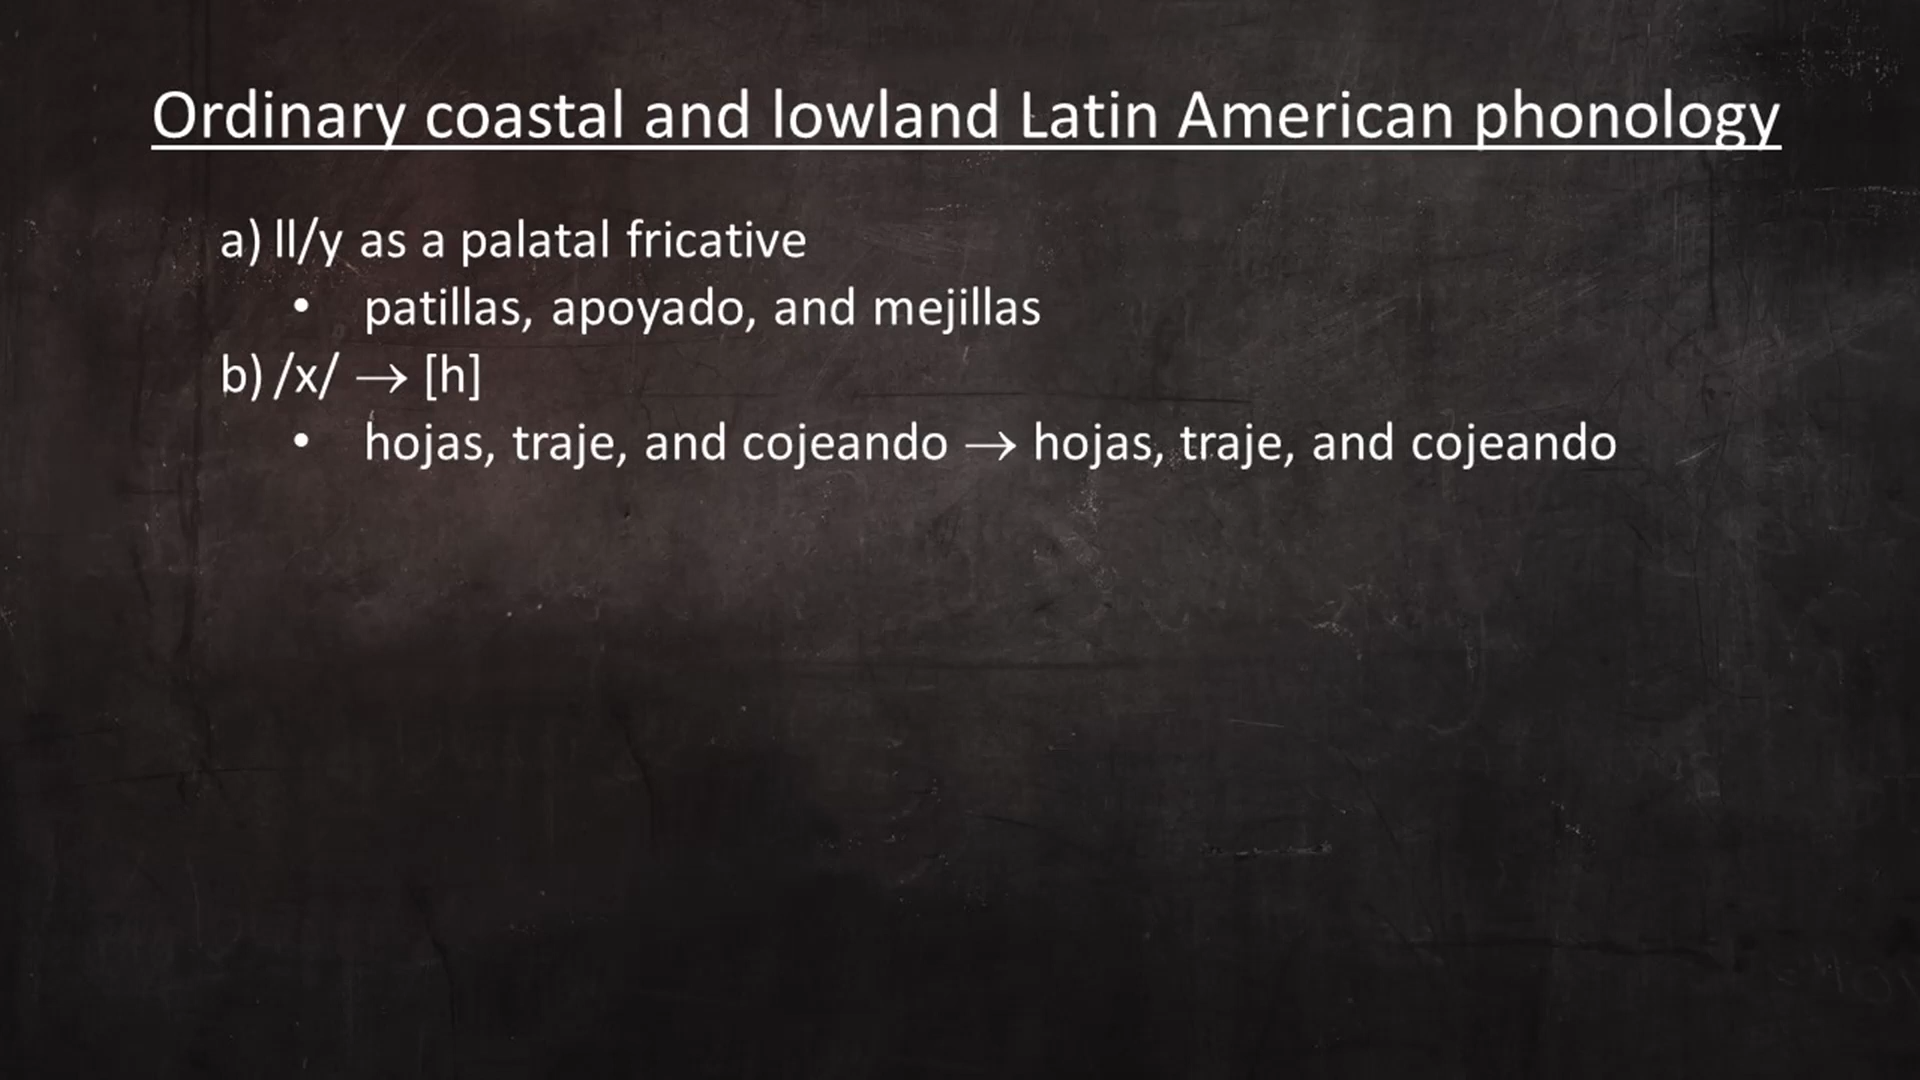 Ordinary coastal and lowland Latin American phonology
a) ll/y as a palatal fricative
• patillas, apoyado, and mejillas
b) /x/ → [h]
• hojas, traje, and cojeando → hojas, traje, and cojeando